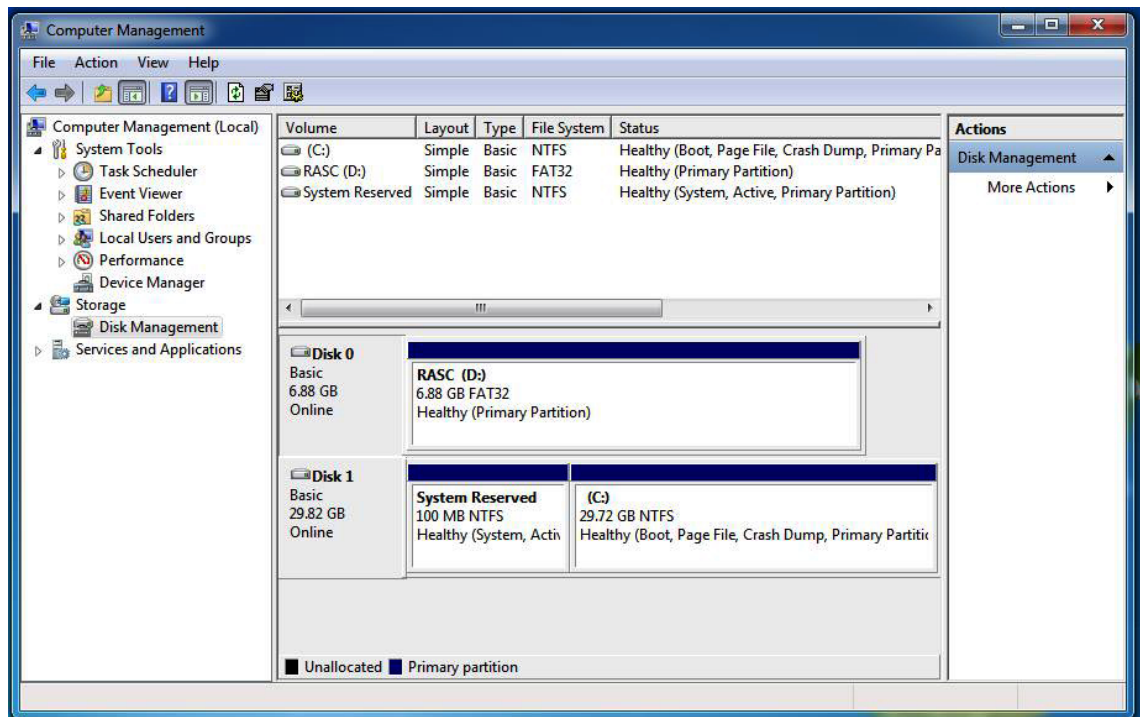 Computer Management
File Action View Help
Computer Management (Local)
System Tools
Task Scheduler
Event Viewer
Shared Folders
Local Users and Groups
Performance
Device Manager
Storage
Disk Management
Services and Applications
Volume Layout Type File System Status
(C:) Simple Basic NTFS Healthy (Boot, Page File, Crash Dump, Primary Pa
RASC (D:) Simple Basic FAT32 Healthy (Primary Partition)
System Reserved Simple Basic NTFS Healthy (System, Active, Primary Partition)
Disk 0
Basic
6.88 GB
Online
RASC (D:)
6.88 GB FAT32
Healthy (Primary Partition)
Disk 1
Basic
29.82 GB
Online
System Reserved
100 MB NTFS
Healthy (System, Activ
(C:)
29.72 GB NTFS
Healthy (Boot, Page File, Crash Dump, Primary Partitic
Unallocated Primary partition
Actions
Disk Management
More Actions